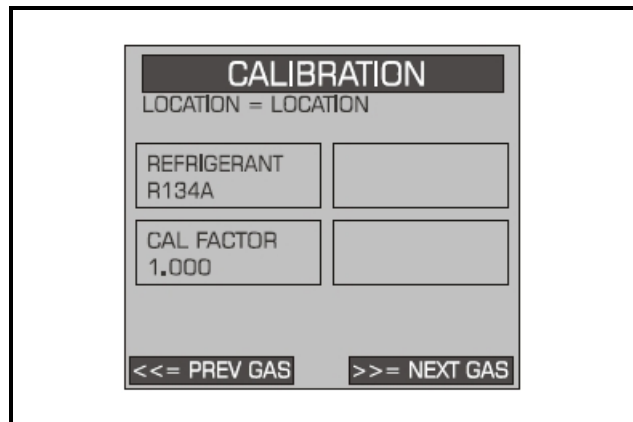 CALIBRATION
LOCATION = LOCATION
REFRIGERANT
R134A
CAL FACTOR
1.000
<<= PREV GAS
>>= NEXT GAS